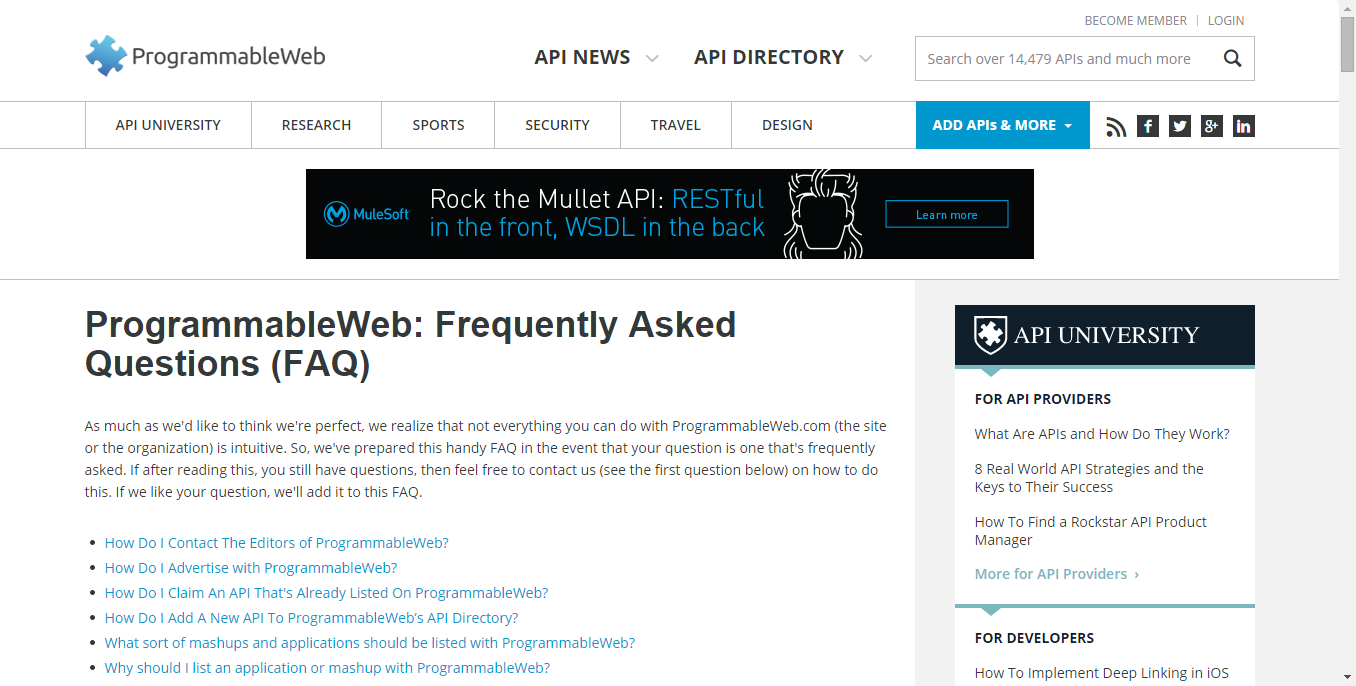 BECOME MEMBER | LOGIN
ProgrammableWeb
API NEWS
API DIRECTORY
Search over 14,479 APIs and much more
API UNIVERSITY
RESEARCH
SPORTS
SECURITY
TRAVEL
DESIGN
ADD APIs & MORE
f
g+
in
MuleSoft
Rock the Mullet API: RESTful
in the front, WSDL in the back
Learn more
ProgrammableWeb: Frequently Asked
Questions (FAQ)
As much as we'd like to think we're perfect, we realize that not everything you can do with ProgrammableWeb.com (the site
or the organization) is intuitive. So, we've prepared this handy FAQ in the event that your question is one that's frequently
asked. If after reading this, you still have questions, then feel free to contact us (see the first question below) on how to do
this. If we like your question, we'll add it to this FAQ.
• How Do I Contact The Editors of ProgrammableWeb?
• How Do I Advertise with ProgrammableWeb?
• How Do I Claim An API That's Already Listed On ProgrammableWeb?
• How Do I Add A New API To ProgrammableWeb's API Directory?
• What sort of mashups and applications should be listed with ProgrammableWeb?
• Why should I list an application or mashup with ProgrammableWeb?
API UNIVERSITY
FOR API PROVIDERS
What Are APIs and How Do They Work?
8 Real World API Strategies and the
Keys to Their Success
How To Find a Rockstar API Product
Manager
More for API Providers ›
FOR DEVELOPERS
How To Implement Deep Linking in iOS